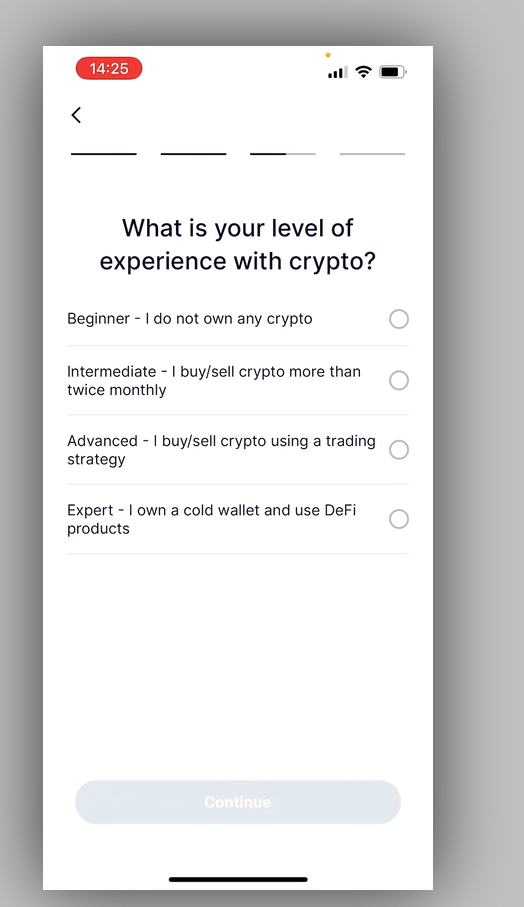 14:25
What is your level of
experience with crypto?
Beginner - I do not own any crypto
Intermediate - I buy/sell crypto more than
twice monthly
Advanced - I buy/sell crypto using a trading
strategy
Expert - I own a cold wallet and use DeFi
products
Continue